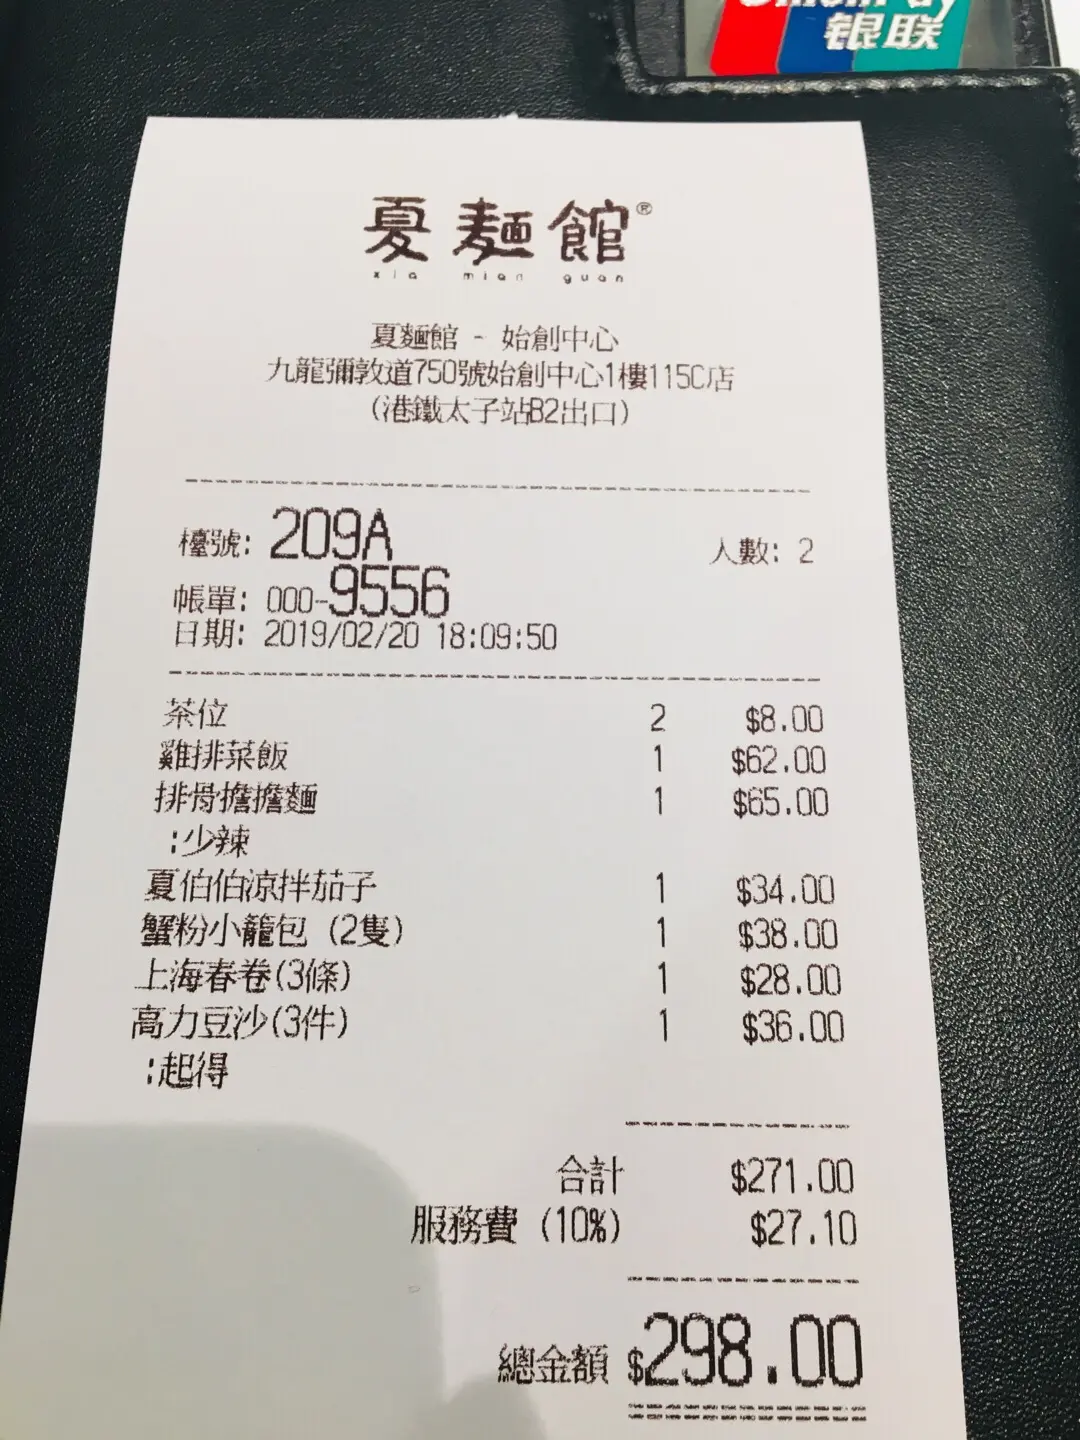 银联
夏麵館®
xia mian guan
夏麵館 - 始創中心
九龍彌敦道750號始創中心1樓115C店
(港鐵太子站B2出口)
檯號: 209A 人數: 2
帳單: 000-9556
日期: 2019/02/20 18:09:50
茶位 2 $8.00
雞排菜飯 1 $62.00
排骨擔擔麵 1 $65.00
:少辣
夏伯伯涼拌茄子 1 $34.00
蟹粉小籠包 (2隻) 1 $38.00
上海春卷(3條) 1 $28.00
高力豆沙(3件) 1 $36.00
:起得
合計 $271.00
服務費 (10%) $27.10
總金額 $298.00